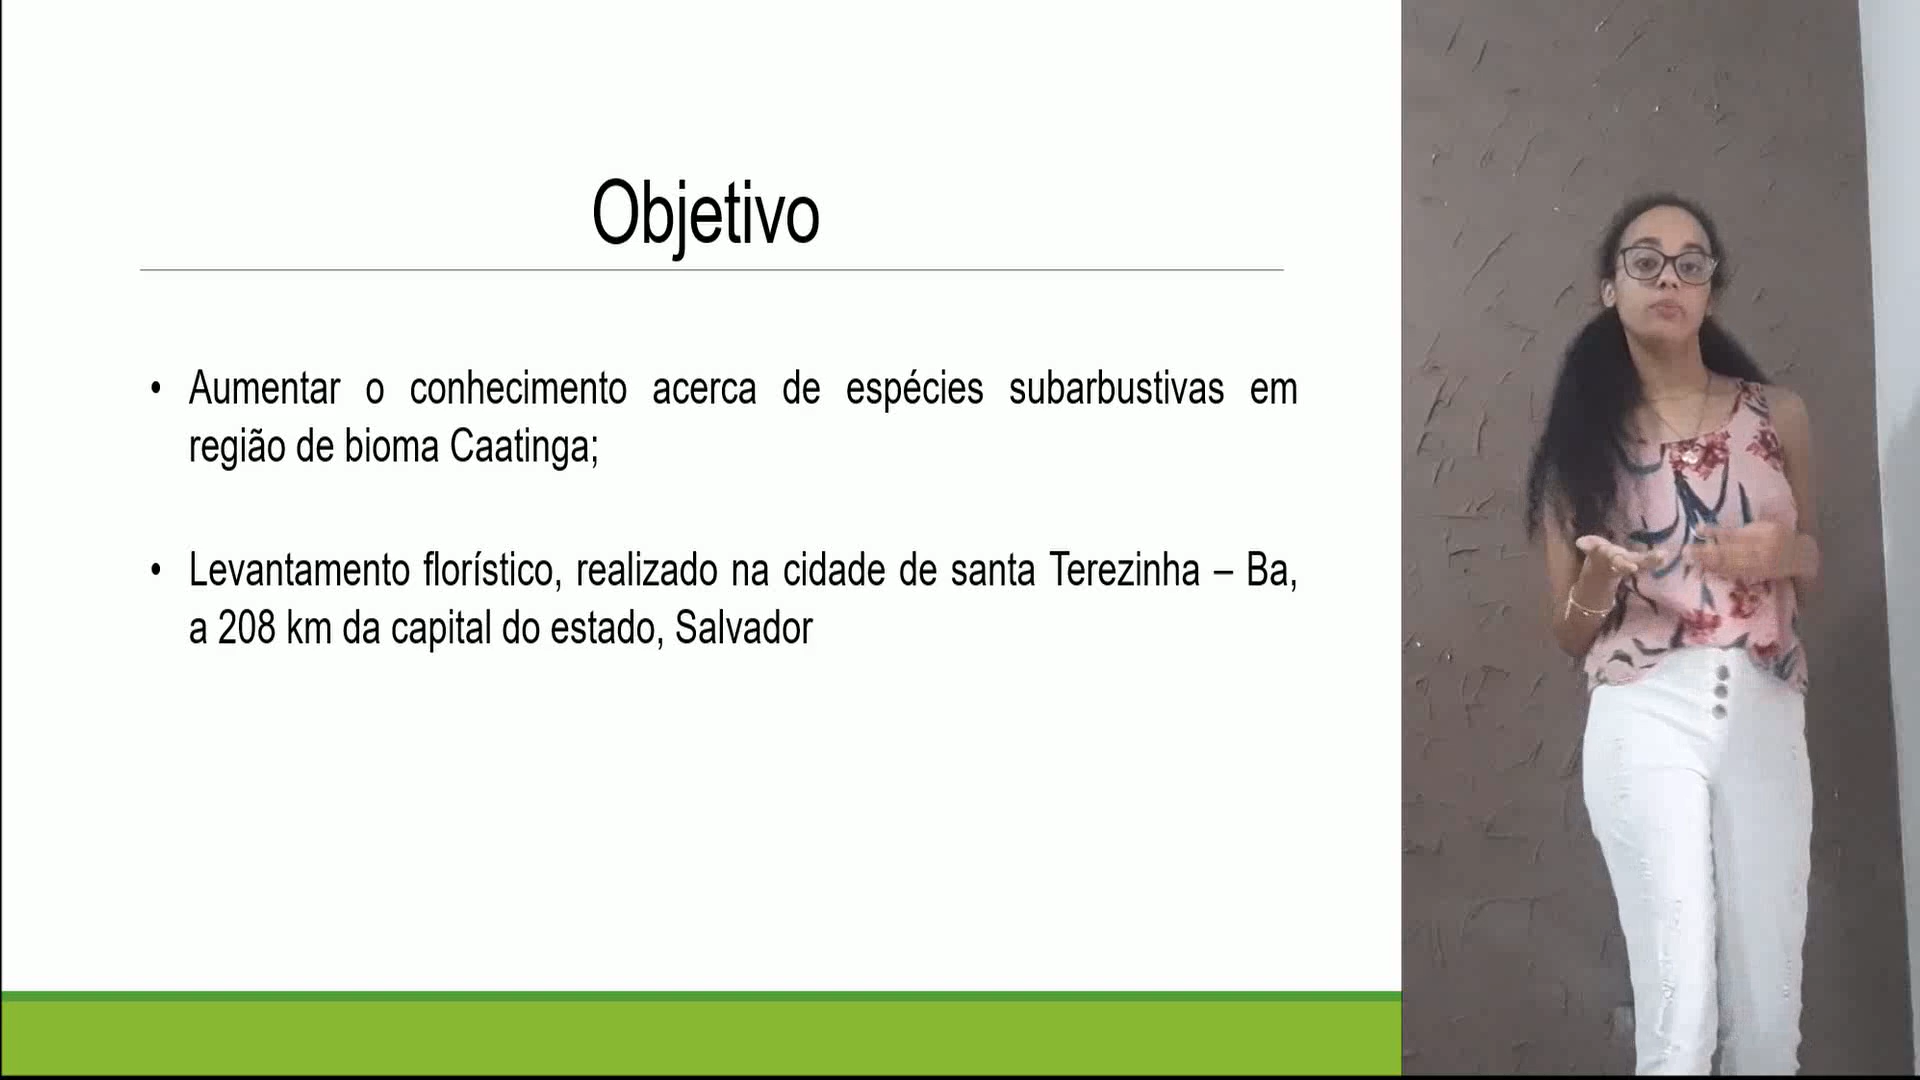 Objetivo
• Aumentar o conhecimento acerca de espécies subarbustivas em
região de bioma Caatinga;
• Levantamento florístico, realizado na cidade de santa Terezinha – Ba,
a 208 km da capital do estado, Salvador